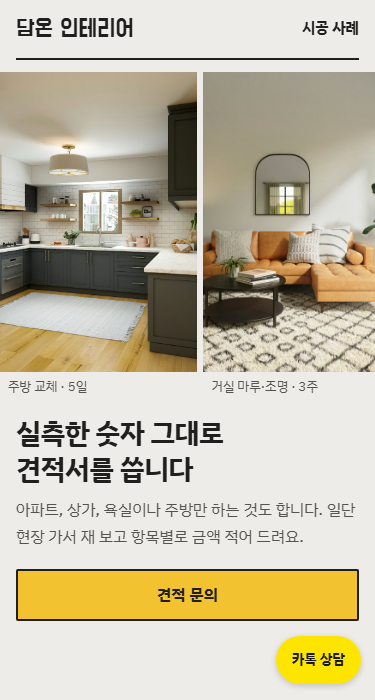 담온 인테리어
시공 사례
주방 교체 · 5일
거실 마루·조명 · 3주
실측한 숫자 그대로
견적서를 씁니다
아파트, 상가, 욕실이나 주방만 하는 것도 합니다. 일단
현장 가서 재 보고 항목별로 금액 적어 드려요.
견적 문의
카톡 상담